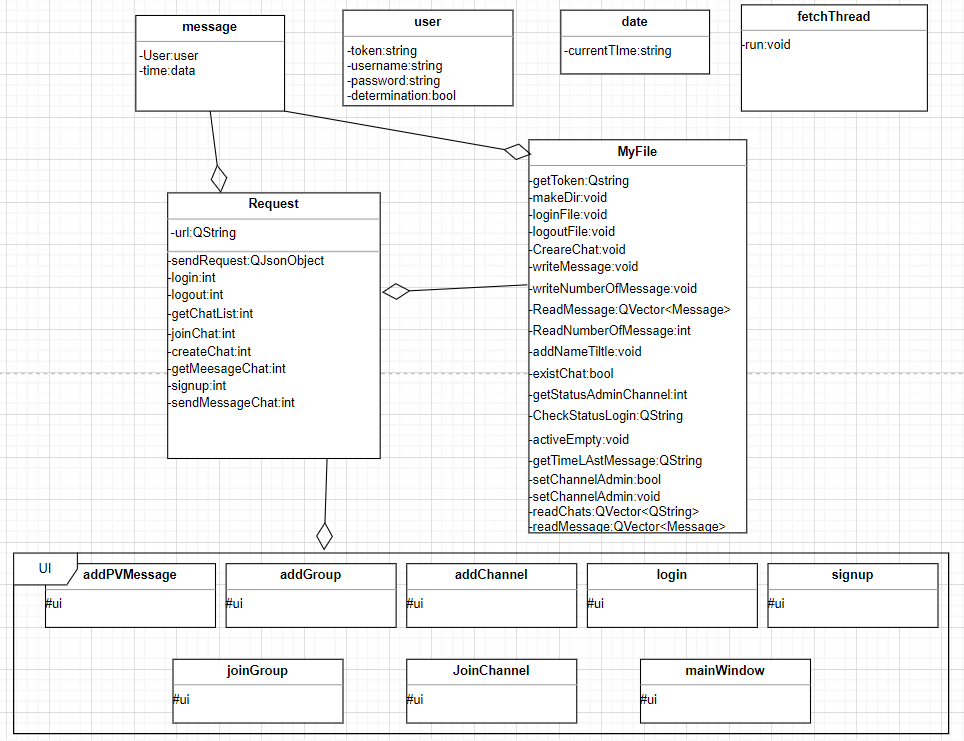 message
-User:user
-time:data
user
-token:string
-username:string
-password:string
-determination:bool
date
-currentTIme:string
fetchThread
-run:void
MyFile
-getToken:Qstring
-makeDir:void
-loginFile:void
-logoutFile:void
-CreareChat:void
-writeMessage:void
-writeNumberOfMessage:void
-ReadMessage:QVector<Message>
-ReadNumberOfMessage:int
-addNameTiltle:void
-existChat:bool
-getStatusAdminChannel:int
-CheckStatusLogin:QString
-activeEmpty:void
-getTimeLAstMessage:QString
-setChannelAdmin:bool
-setChannelAdmin:void
-readChats:QVector<QString>
-readMessage:QVector<Message>
Request
-url:QString
-sendRequest:QJsonObject
-login:int
-logout:int
-getChatList:int
-joinChat:int
-createChat:int
-getMeesageChat:int
-signup:int
-sendMessageChat:int
UI
addPVMessage
#ui
addGroup
#ui
addChannel
#ui
login
#ui
signup
#ui
joinGroup
#ui
JoinChannel
#ui
mainWindow
#ui